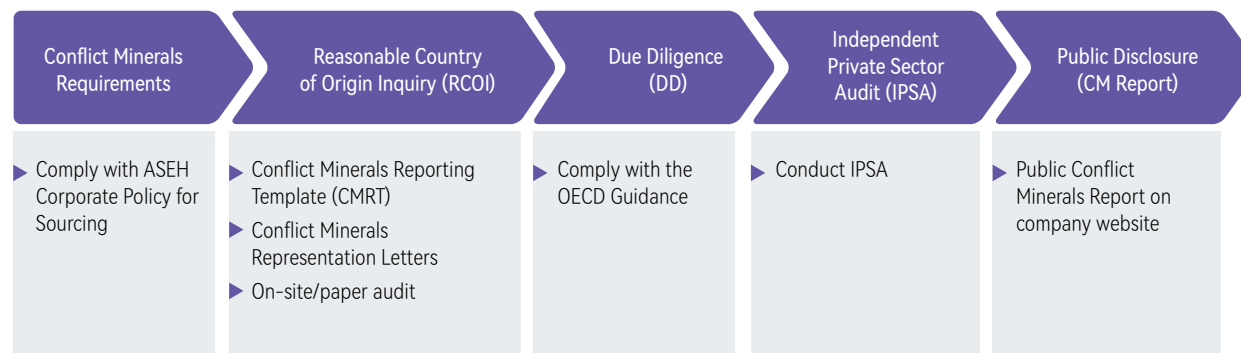 Conflict Minerals
Requirements
Reasonable Country
of Origin Inquiry (RCOI)
Due Diligence
(DD)
Independent
Private Sector
Audit (IPSA)
Public Disclosure
(CM Report)
Comply with ASEH
Corporate Policy for
Sourcing
Conflict Minerals Reporting
Template (CMRT)
Conflict Minerals
Representation Letters
On-site/paper audit
Comply with the
OECD Guidance
Conduct IPSA
Public Conflict
Minerals Report on
company website